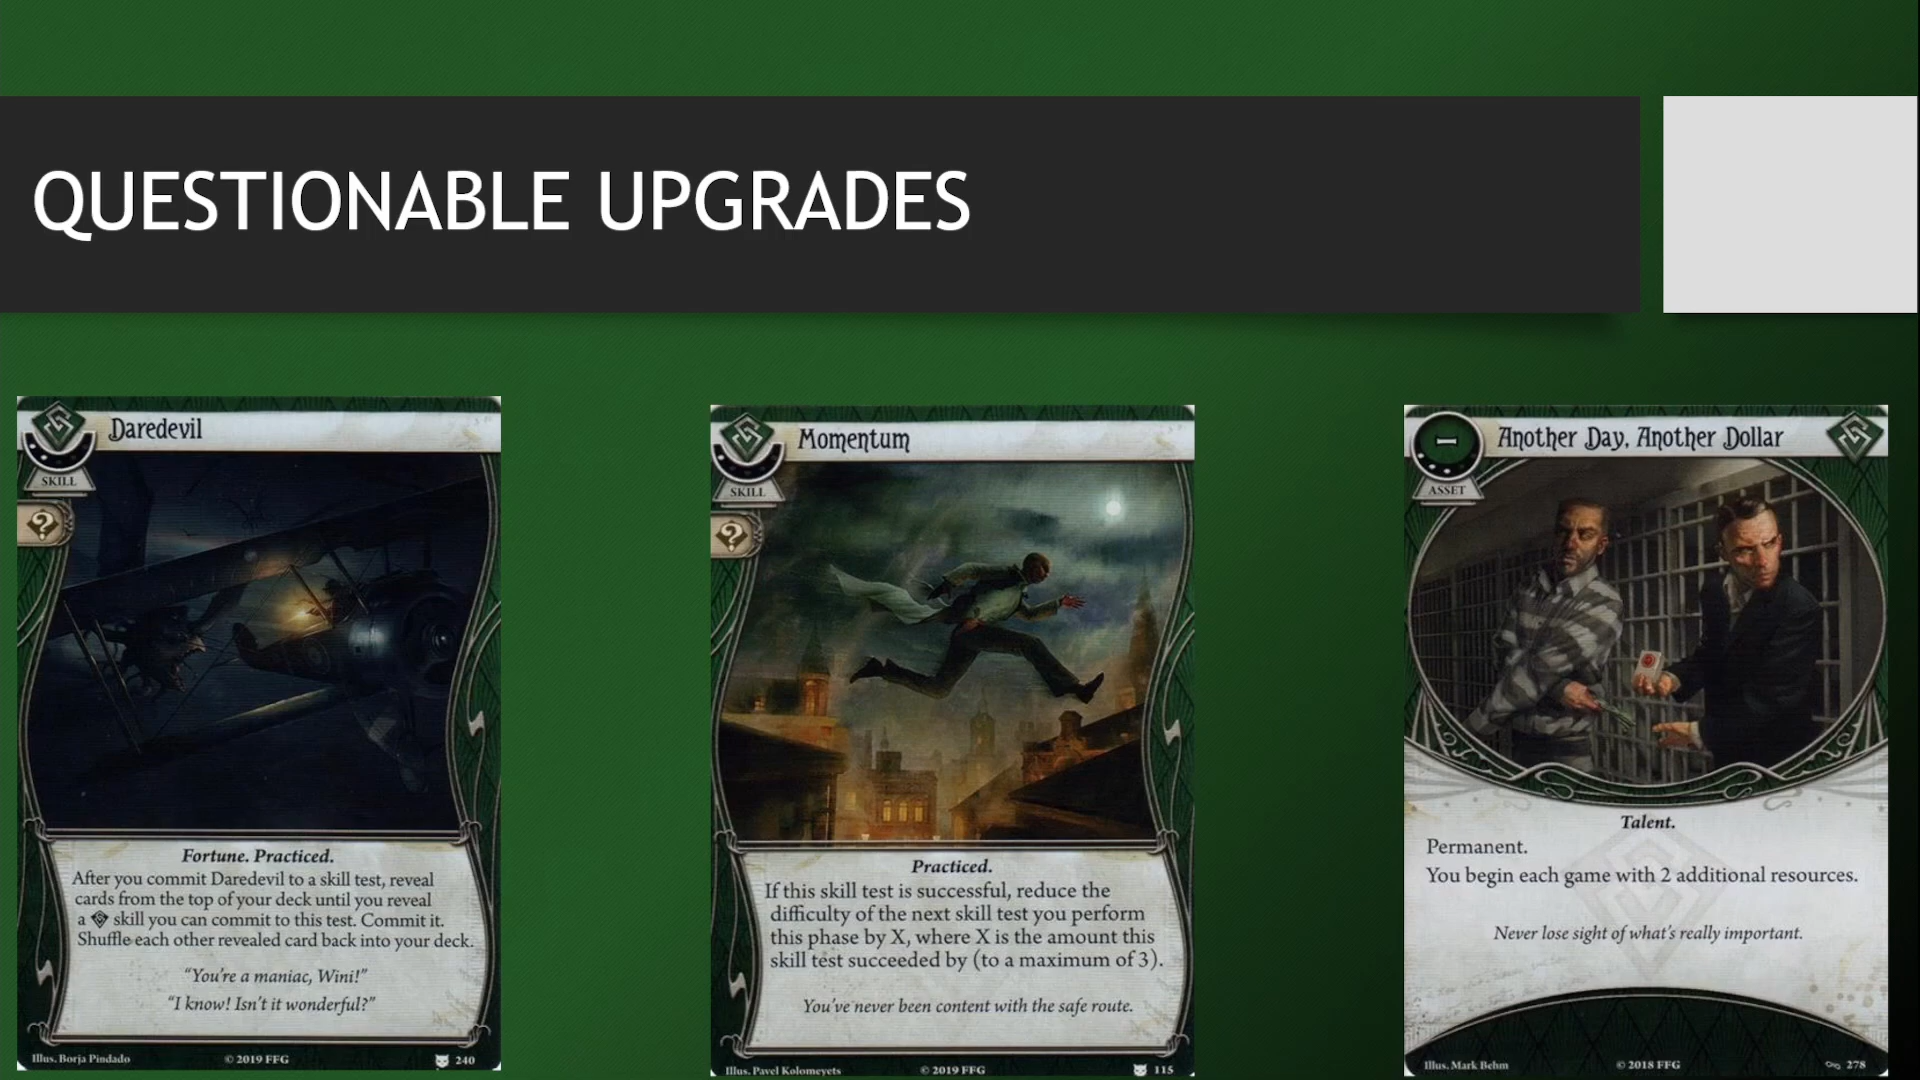 QUESTIONABLE UPGRADES
Daredevil
SKILL
?
Fortune. Practiced.
After you commit Daredevil to a skill test, reveal
cards from the top of your deck until you reveal
a skill you can commit to this test. Commit it.
Shuffle each other revealed card back into your deck.
“You’re a maniac, Wini!”
“I know! Isn’t it wonderful?”
Illus. Borja Pindado © 2019 FFG 240
Momentum
SKILL
?
Practiced.
If this skill test is successful, reduce the
difficulty of the next skill test you perform
this phase by X, where X is the amount this
skill test succeeded by (to a maximum of 3).
You’ve never been content with the safe route.
Illus. Pavel Kolomeyets © 2019 FFG 115
Another Day, Another Dollar
ASSET
Talent.
Permanent.
You begin each game with 2 additional resources.
Never lose sight of what’s really important.
Illus. Mark Behm © 2018 FFG 278